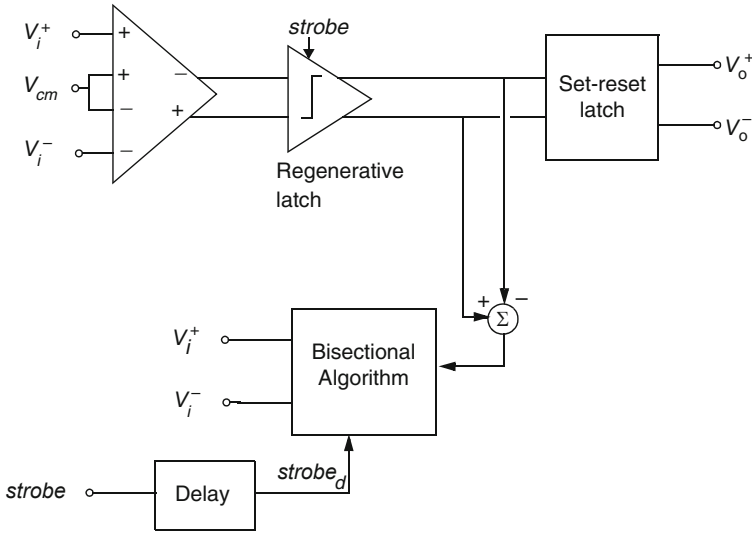 strobe
V_i^+
+
V_cm
+
−
V_i^−
−
−
+
Regenerative
latch
Set-reset
latch
V_o^+
V_o^−
+
−
Σ
V_i^+
V_i^−
Bisectional
Algorithm
strobe
Delay
strobe_d